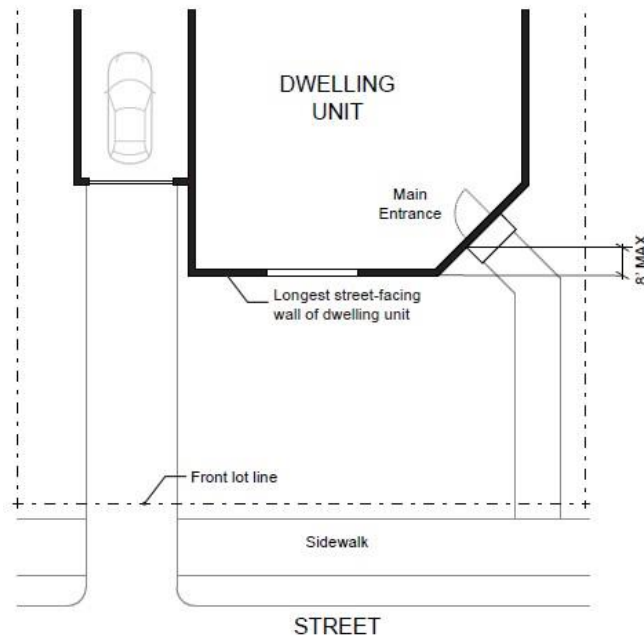 DWELLING
UNIT
Main
Entrance
8' MAX
Longest street-facing
wall of dwelling unit
Front lot line
Sidewalk
STREET